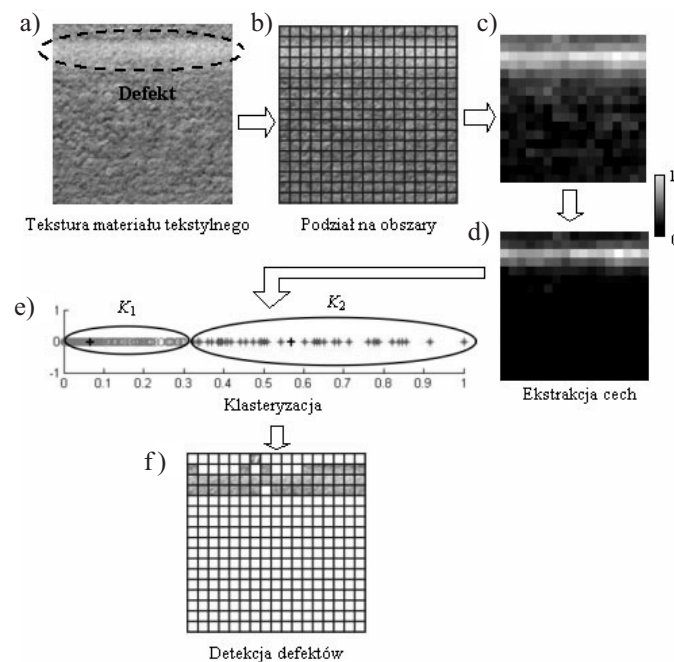 a)
b)
c)
Defekt
Tekstura materiału tekstylnego
Podział na obszary
1
0
d)
Ekstrakcja cech
e)
K1
K2
1
0
-1
0 0.1 0.2 0.3 0.4 0.5 0.6 0.7 0.8 0.9 1
Klasteryzacja
f)
Detekcja defektów